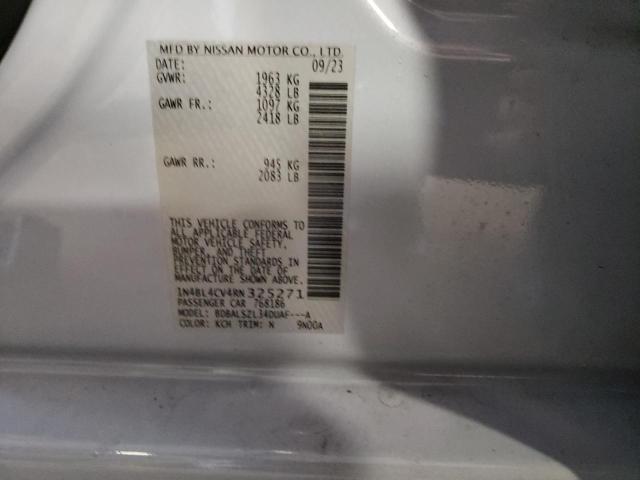 MFD BY NISSAN MOTOR CO., LTD.
DATE: 09/23
GVWR: 1963 KG
4328 LB
GAWR FR.: 1097 KG
2418 LB
GAWR RR.: 945 KG
2083 LB
THIS VEHICLE CONFORMS TO
ALL APPLICABLE FEDERAL
MOTOR VEHICLE SAFETY,
BUMPER, AND THEFT
PREVENTION STANDARDS IN
EFFECT ON THE DATE OF
MANUFACTURE SHOWN ABOVE.
1N4BL4CV4RN325271
PASSENGER CAR 768186
MODEL: BDBALSZL34DUAF---A
COLOR: KCH TRIM: N 9N00A